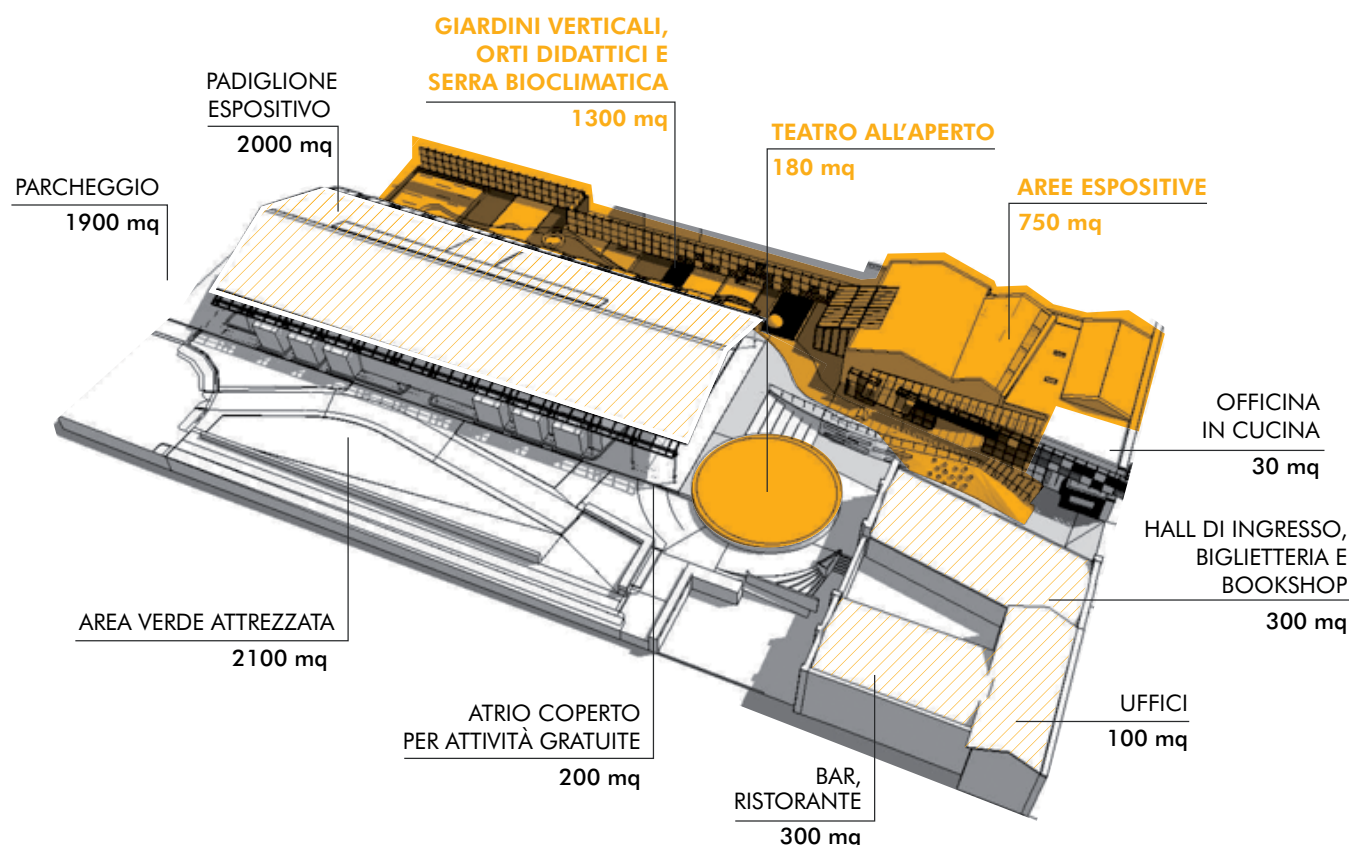 GIARDINI VERTICALI,
ORTI DIDATTICI E
SERRA BIOCLIMATICA
1300 mq
PADIGLIONE
ESPOSITIVO
2000 mq
TEATRO ALL’APERTO
180 mq
PARCHEGGIO
1900 mq
AREE ESPOSITIVE
750 mq
OFFICINA
IN CUCINA
30 mq
HALL DI INGRESSO,
BIGLIETTERIA E
BOOKSHOP
300 mq
AREA VERDE ATTREZZATA
2100 mq
ATRIO COPERTO
PER ATTIVITÀ GRATUITE
200 mq
UFFICI
100 mq
BAR,
RISTORANTE
300 mq